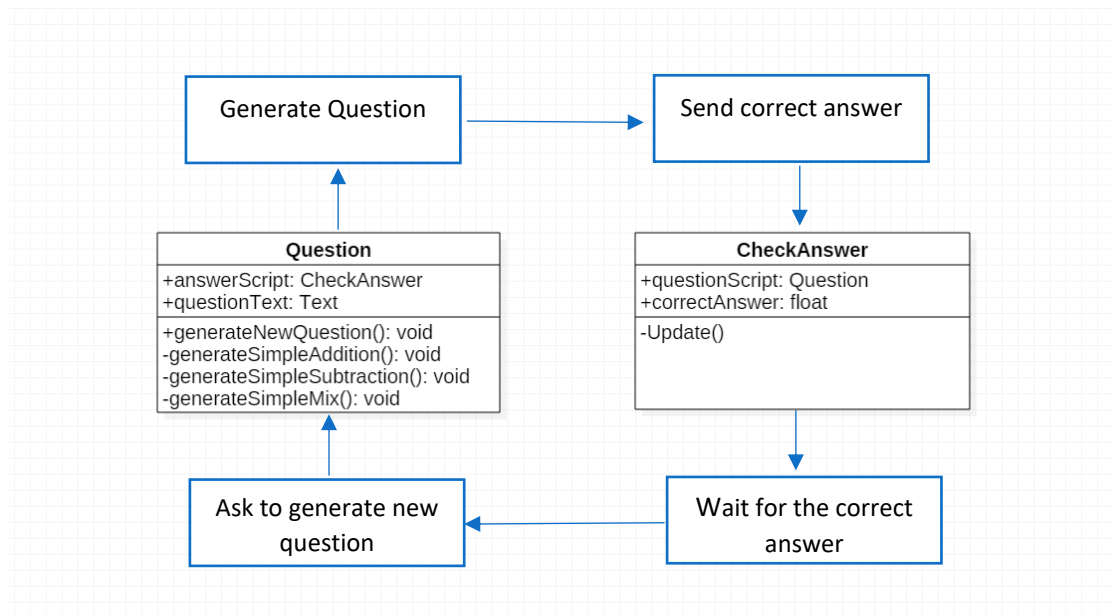 Generate Question
Send correct answer
Question
+answerScript: CheckAnswer
+questionText: Text
+generateNewQuestion(): void
-generateSimpleAddition(): void
-generateSimpleSubtraction(): void
-generateSimpleMix(): void
CheckAnswer
+questionScript: Question
+correctAnswer: float
-Update()
Ask to generate new
question
Wait for the correct
answer